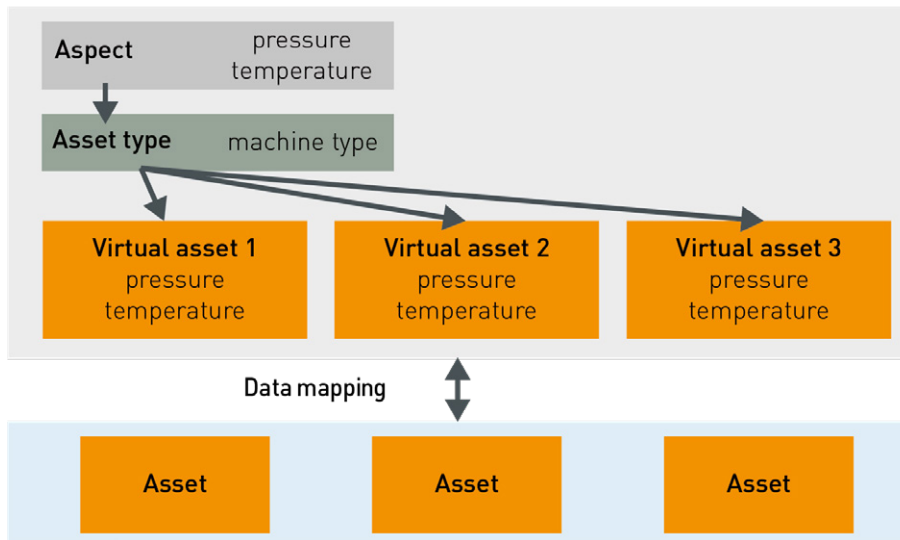 Aspect
pressure
temperature
Asset type
machine type
Virtual asset 1
pressure
temperature
Virtual asset 2
pressure
temperature
Virtual asset 3
pressure
temperature
Data mapping
Asset
Asset
Asset